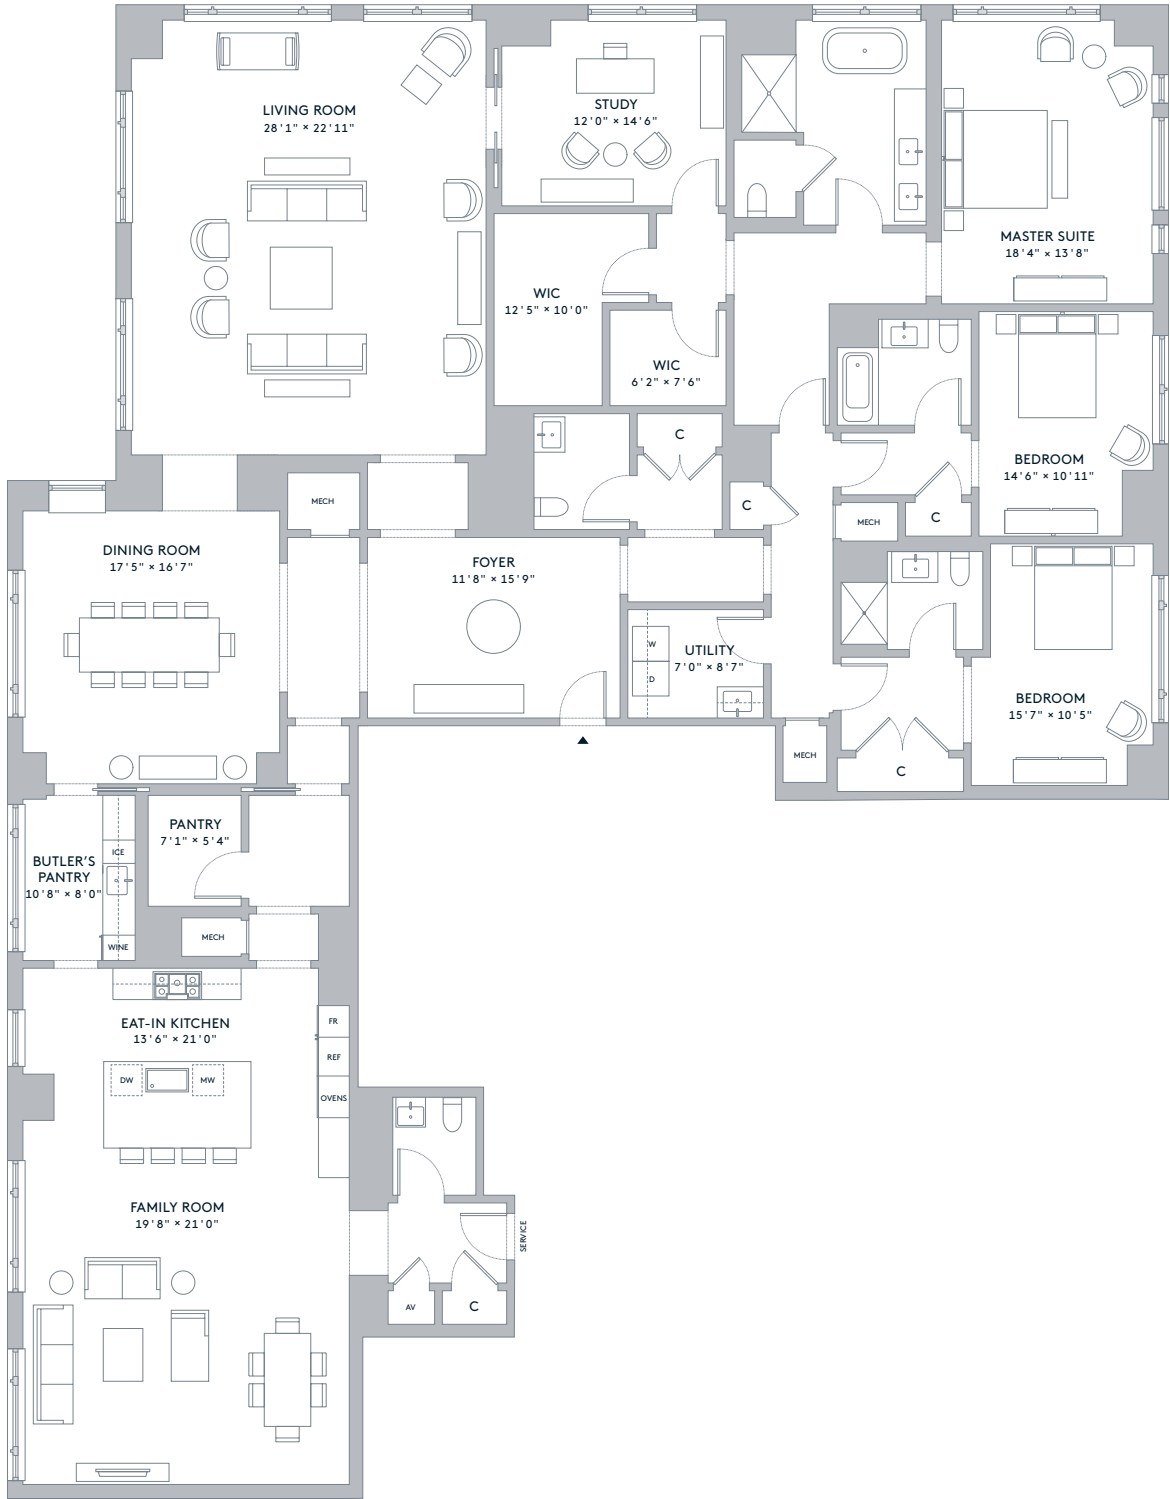 LIVING ROOM
28'1" × 22'11"
STUDY
12'0" × 14'6"
MASTER SUITE
18'4" × 13'8"
WIC
12'5" × 10'0"
WIC
6'2" × 7'6"
C
BEDROOM
14'6" × 10'11"
MECH
C
C
MECH
DINING ROOM
17'5" × 16'7"
FOYER
11'8" × 15'9"
W
D
UTILITY
7'0" × 8'7"
BEDROOM
15'7" × 10'5"
MECH
C
PANTRY
7'1" × 5'4"
BUTLER'S
PANTRY
10'8" × 8'0"
ICE
WINE
MECH
EAT-IN KITCHEN
13'6" × 21'0"
FR
REF
OVENS
DW
MW
FAMILY ROOM
19'8" × 21'0"
SERVICE
AV
C